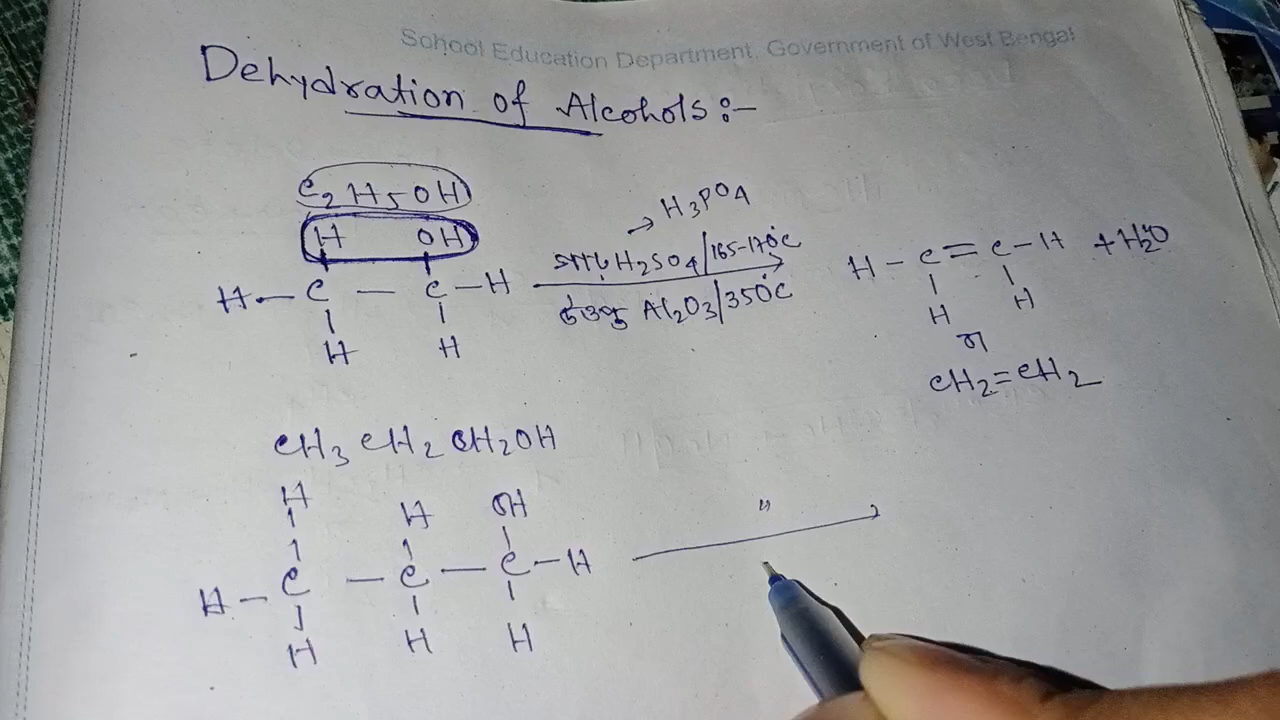 School Education Department. Government of West Bengal
Dehydration of Alcohols:-
C2H5OH
H OH
H - C - C - H
H H
→ H3PO4
গাঢ় H2SO4/165-170°C
উত্তপ্ত Al2O3/350°C
H - C = C - H + H2O
H H
বা
CH2=CH2
CH3CH2CH2OH
H H OH
H - C - C - C - H
H H H
"